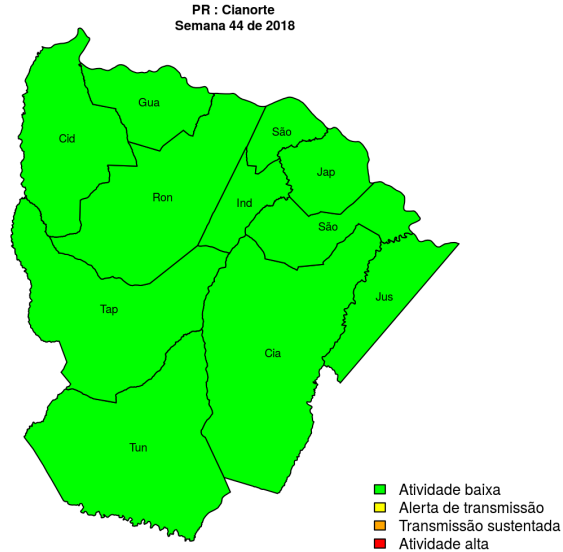 PR : Cianorte
Semana 44 de 2018
Gua
Cid
São
Jap
Ron
Ind
São
Jus
Tap
Cia
Tun
Atividade baixa
Alerta de transmissão
Transmissão sustentada
Atividade alta